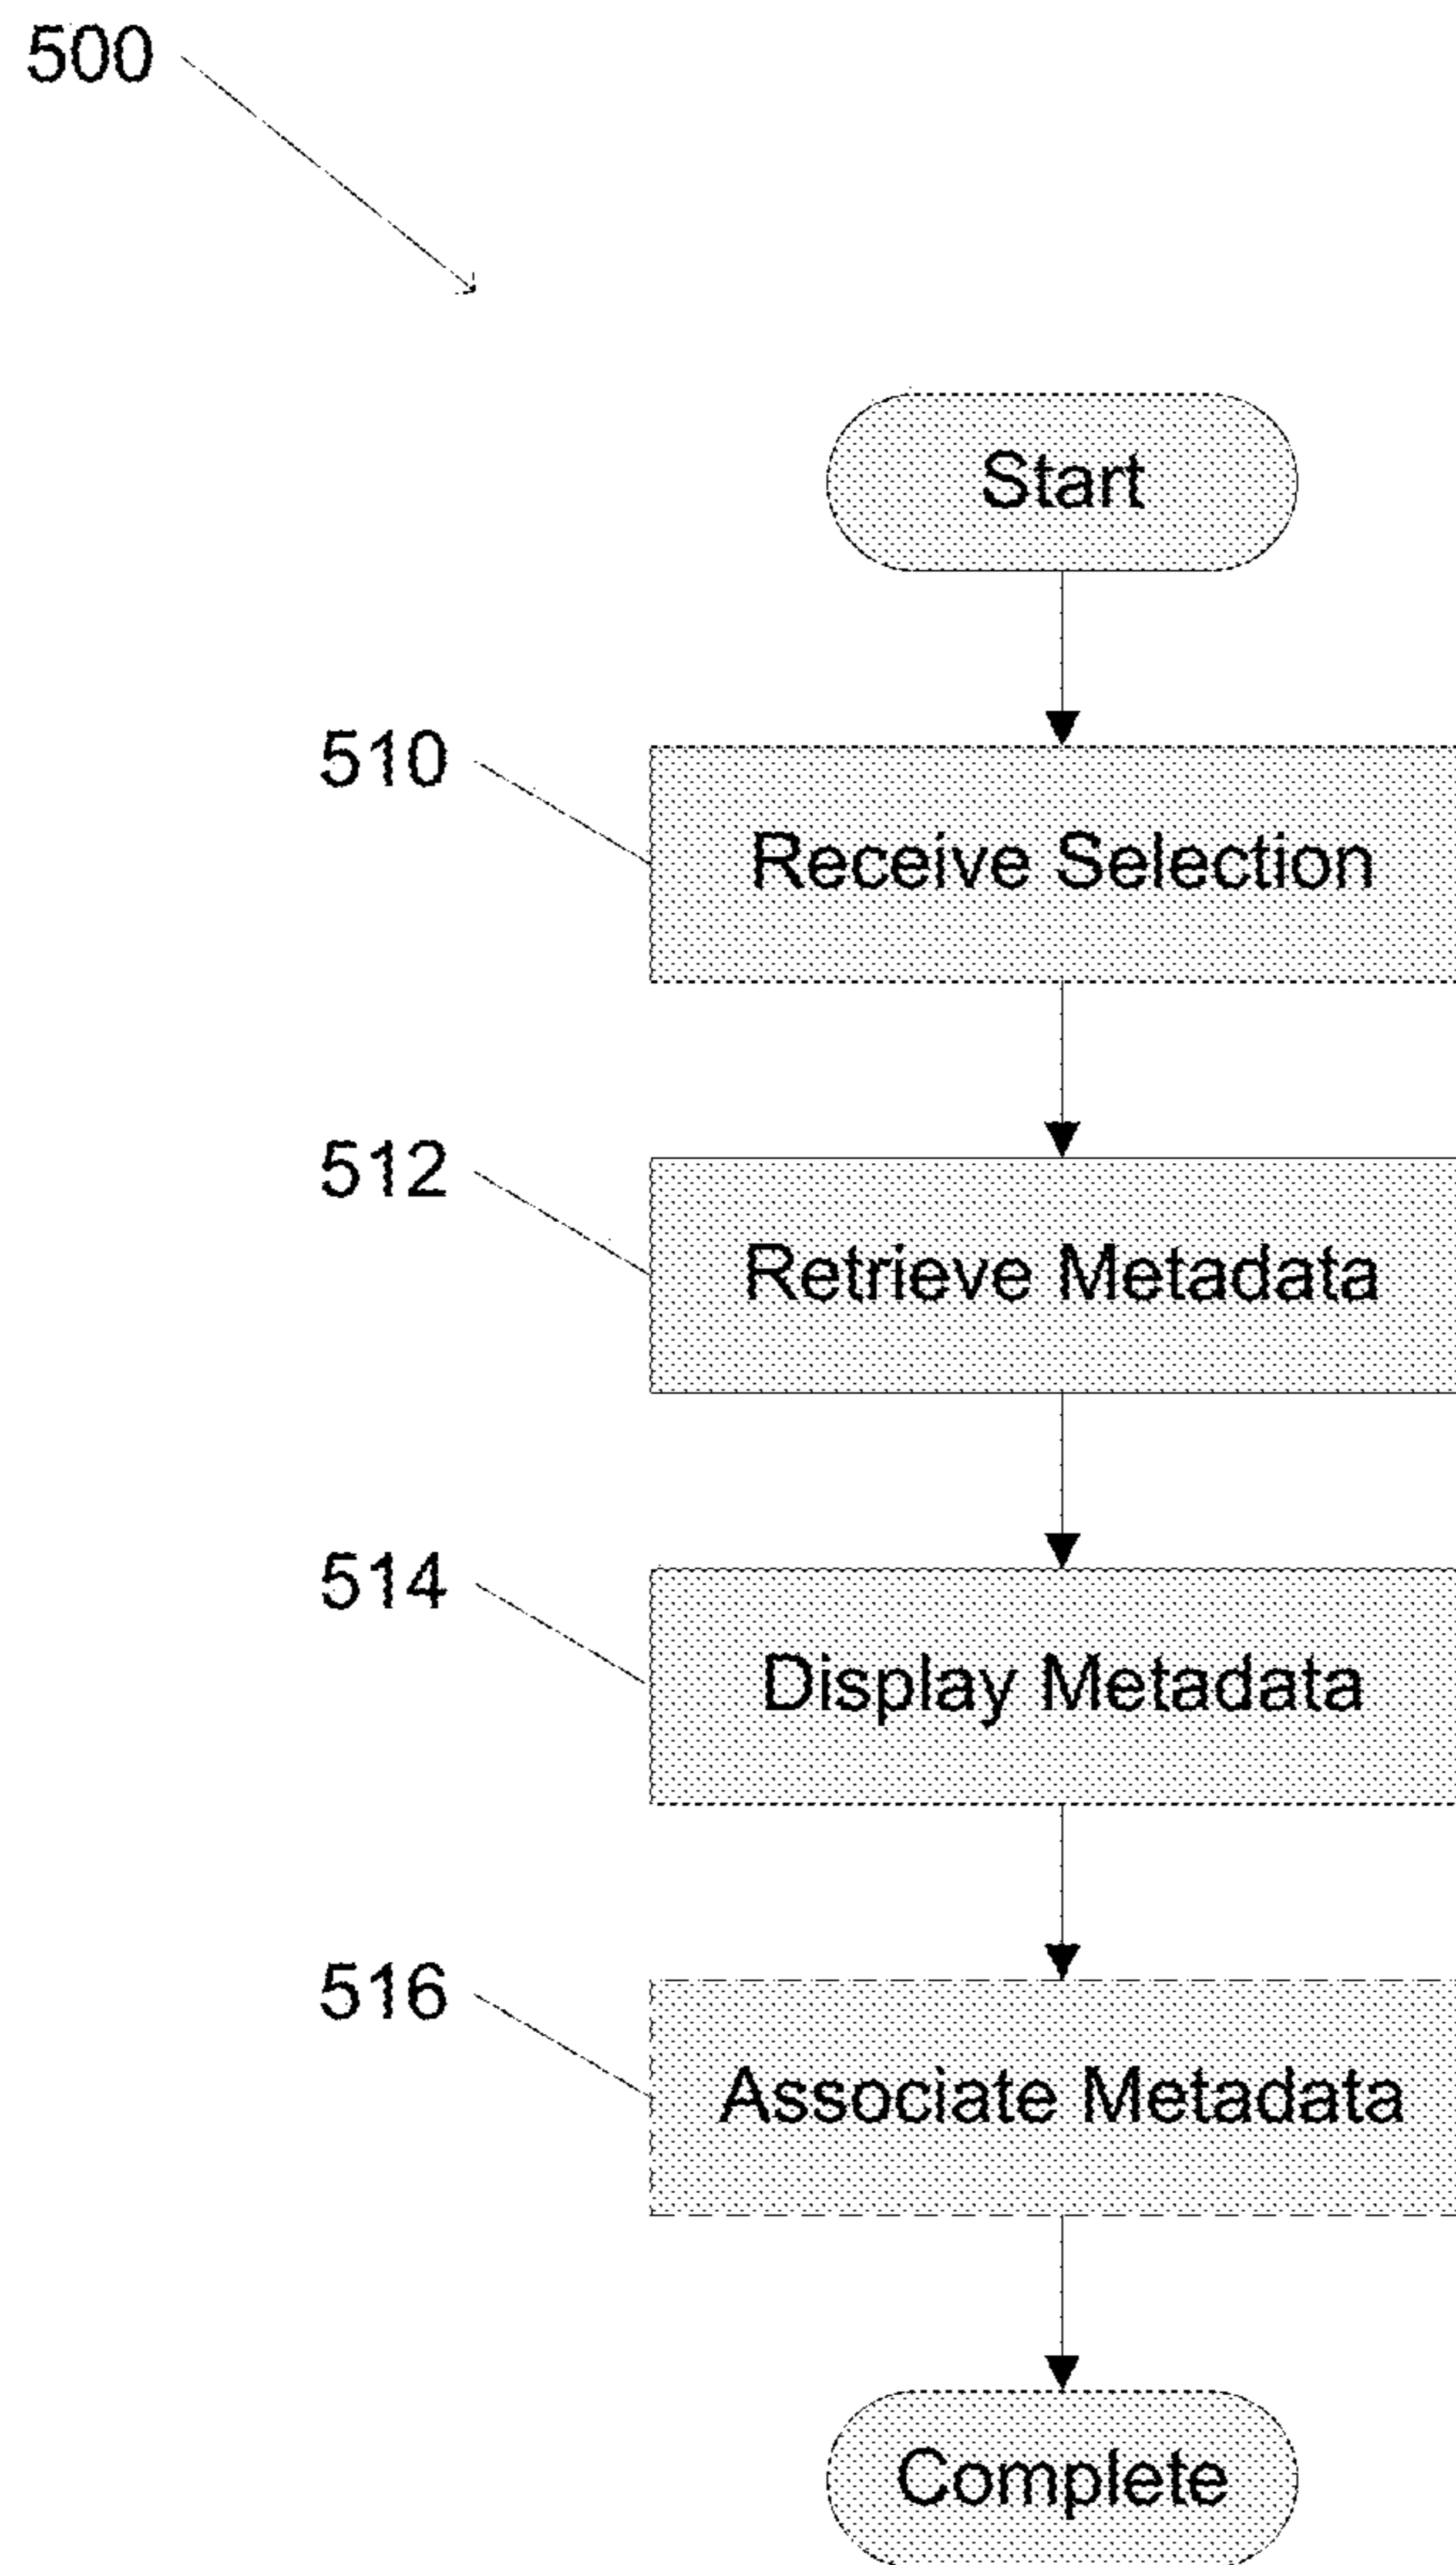 500
Start
510
Receive Selection
512
Retrieve Metadata
514
Display Metadata
516
Associate Metadata
Complete